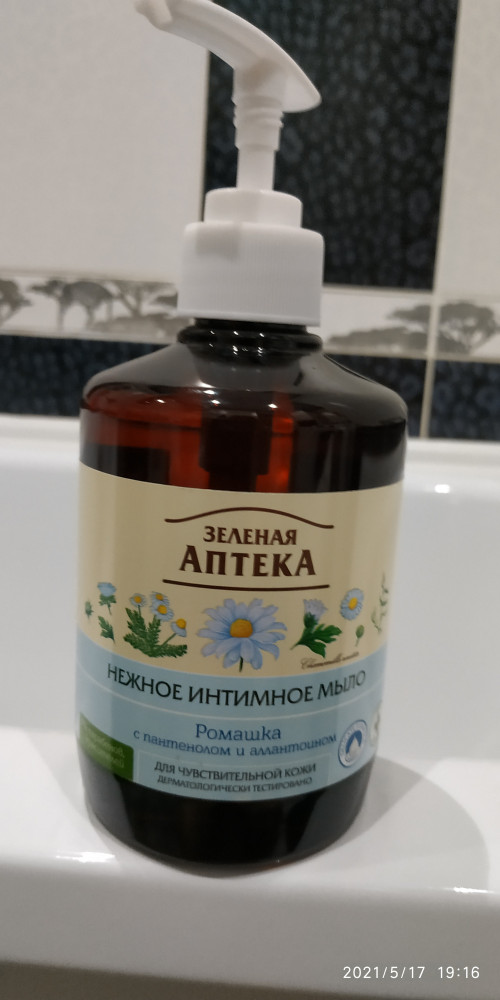 ЗЕЛЕНАЯ
АПТЕКА
НЕЖНОЕ ИНТИМНОЕ МЫЛО
Ромашка
с пантенолом и аллантоином
ДЛЯ ЧУВСТВИТЕЛЬНОЙ КОЖИ
ДЕРМАТОЛОГИЧЕСКИ ТЕСТИРОВАНО
2021/5/17 19:16